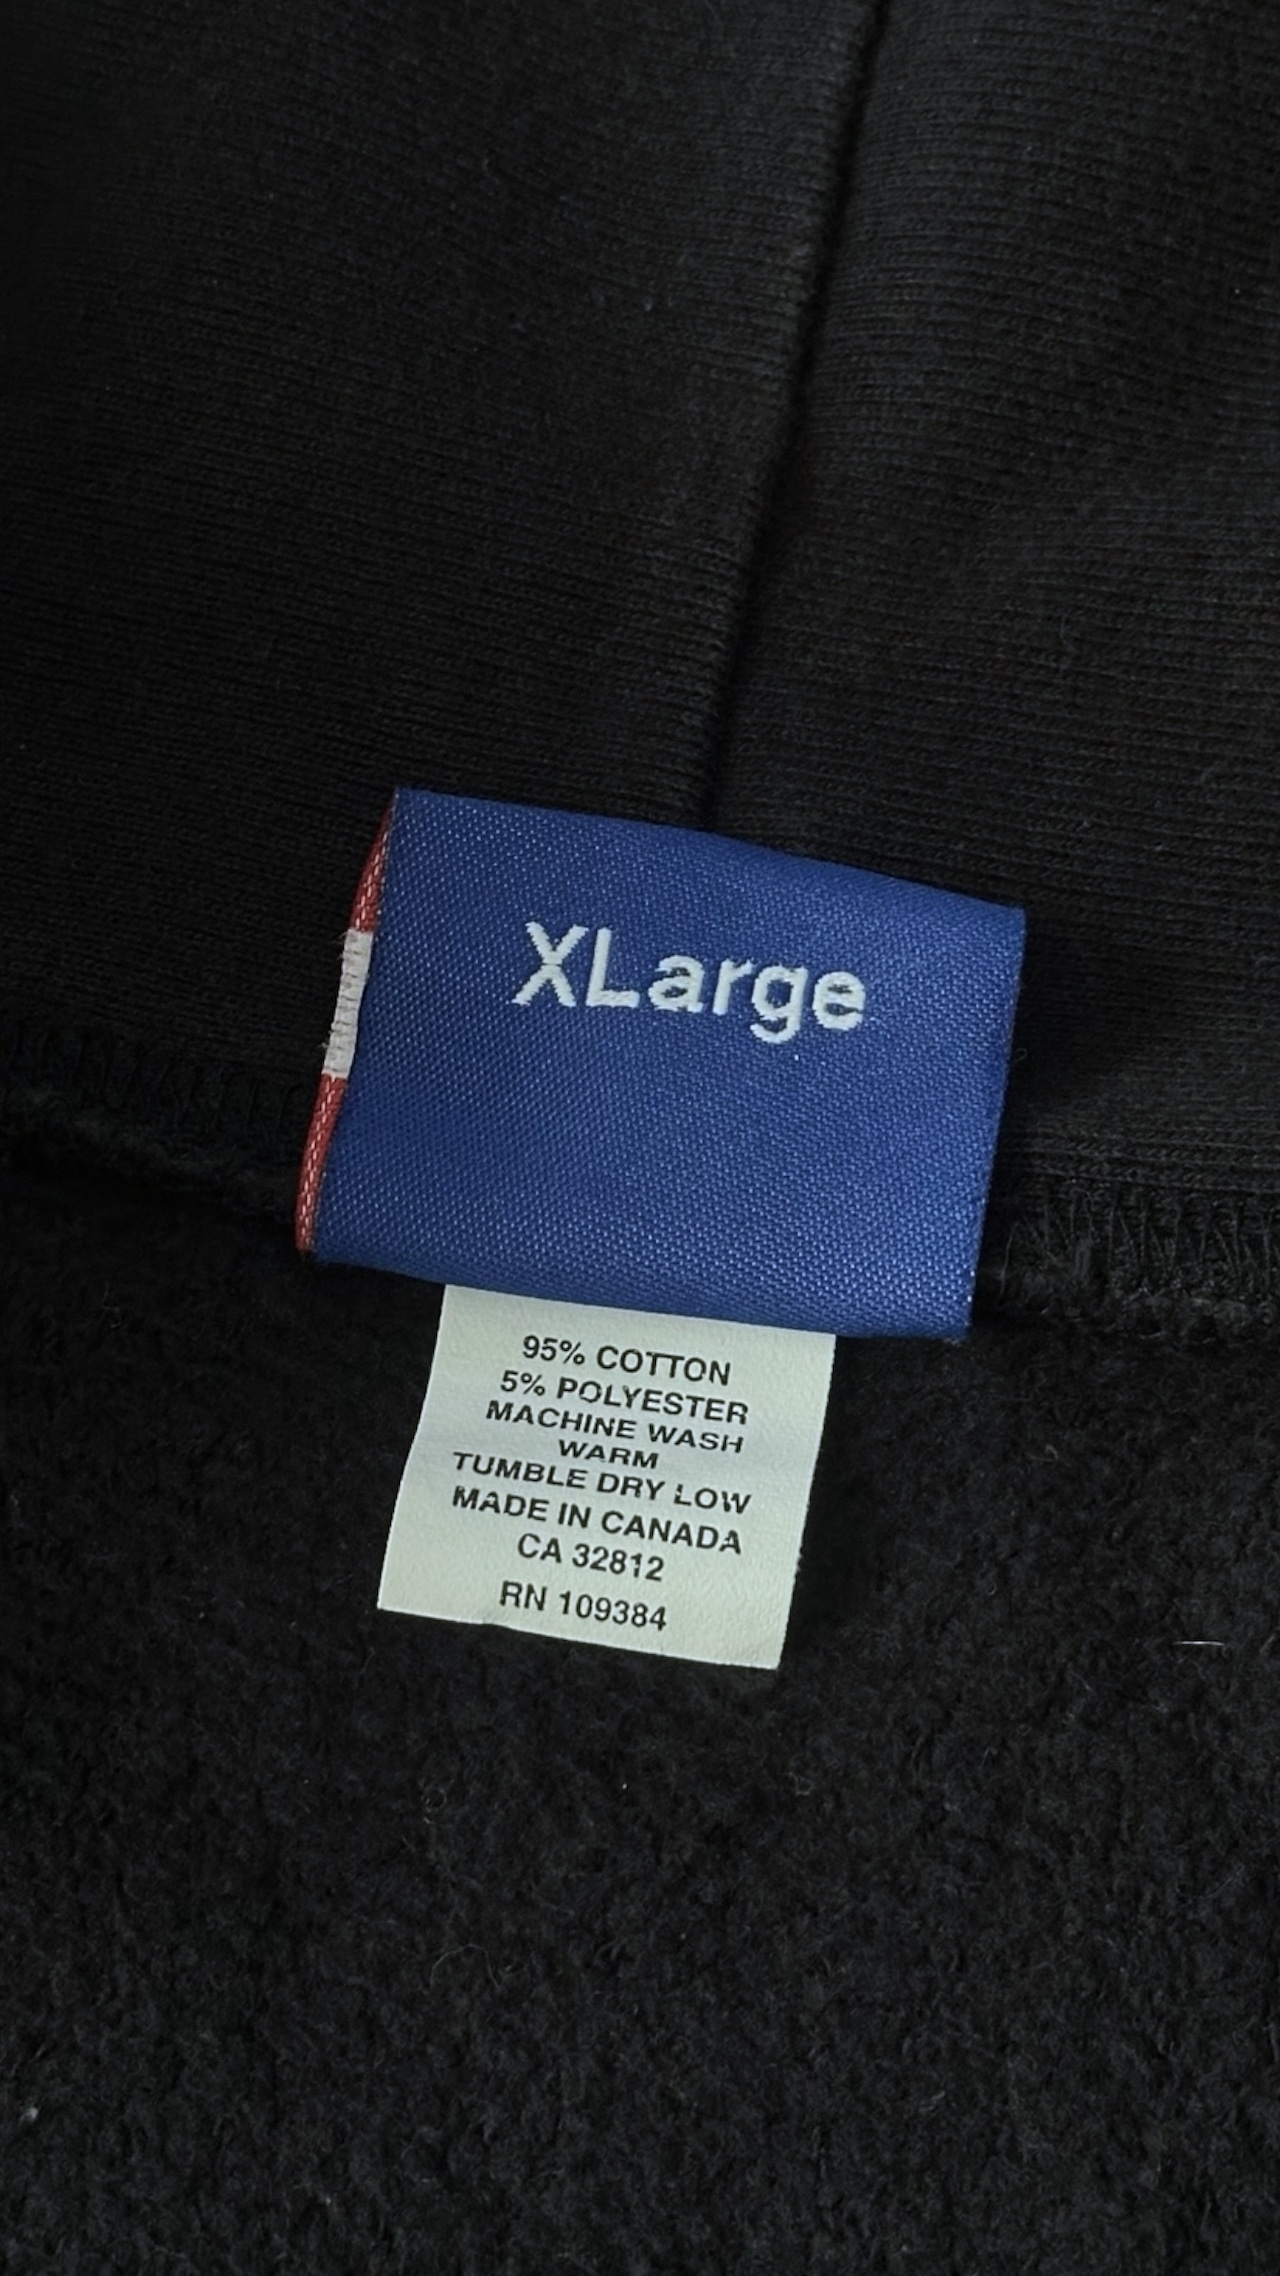 XLarge
95% COTTON
5% POLYESTER
MACHINE WASH
WARM
TUMBLE DRY LOW
MADE IN CANADA
CA 32812
RN 109384